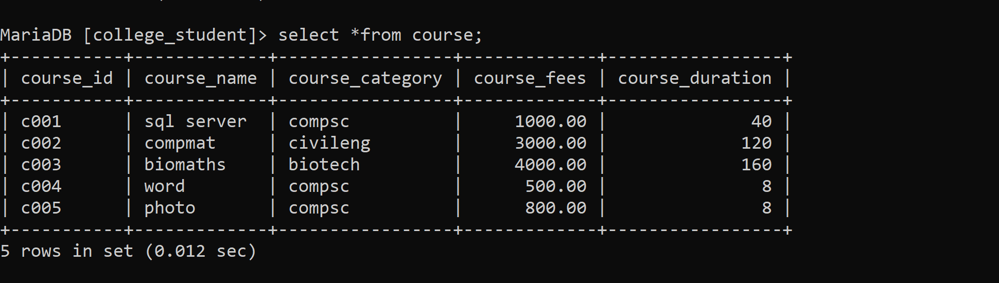 MariaDB [college_student]> select *from course;
+-----------+-------------+-----------------+-------------+-----------------+
| course_id | course_name | course_category | course_fees | course_duration |
+-----------+-------------+-----------------+-------------+-----------------+
| c001      | sql server  | compsc          |     1000.00 |              40 |
| c002      | compmat     | civileng        |     3000.00 |             120 |
| c003      | biomaths    | biotech         |     4000.00 |             160 |
| c004      | word        | compsc          |      500.00 |               8 |
| c005      | photo       | compsc          |      800.00 |               8 |
+-----------+-------------+-----------------+-------------+-----------------+
5 rows in set (0.012 sec)